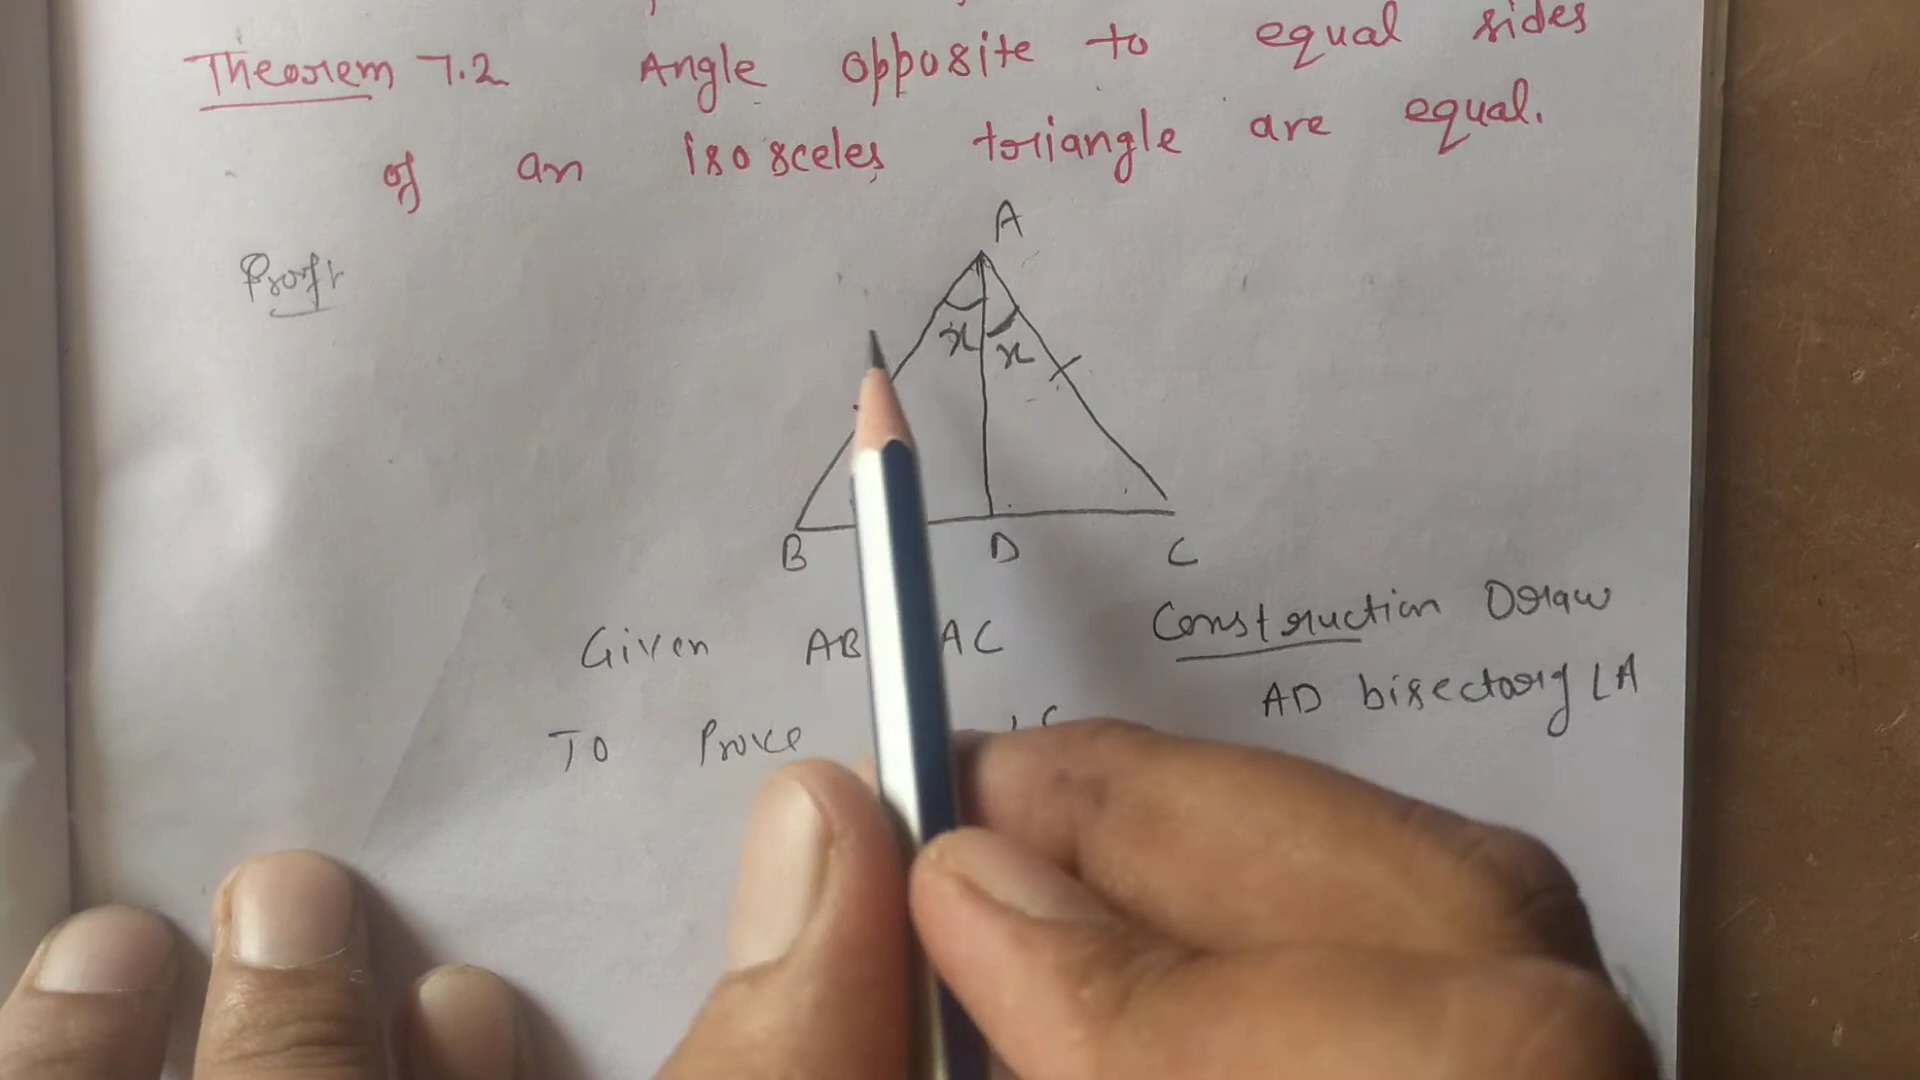 Theorem 7.2 Angle opposite to equal sides
of an isosceles triangle are equal.
Proof
A
x x
B D C
Given AB AC
Construction Draw
AD bisectorg ∠A
To Prove